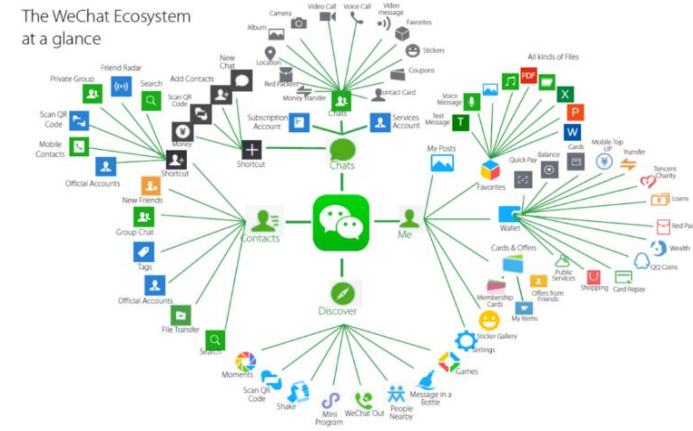 The WeChat Ecosystem
at a glance
Camera
Video Call
Voice Call
Video
message
Favorites
Album
Stickers
Location
Coupons
Red Packets
Money Transfer
Contact Card
Chats
Subscription
Account
Services
Account
Chats
New
Chat
Add Contacts
Scan QR
Code
Money
Shortcut
Friend Radar
Private Group
Search
Scan QR
Code
Mobile
Contacts
Official Accounts
Shortcut
New Friends
Group Chat
Tags
Official Accounts
File Transfer
Search
Contacts
Me
Discover
Moments
Scan QR
Code
Shake
Mini
Program
WeChat Out
People
Nearby
Message in a
Bottle
Games
Settings
Sticker Gallery
My Posts
All kinds of Files
PDF
X
P
W
Voice
Message
Text
Message
T
Favorites
Quick Pay
Balance
Cards
Mobile Top
UP
Transfer
Tencent
Charity
Loans
Red Pac
Wealth
QQ Coins
Card Repay
Shopping
Public
Services
Wallet
Cards & Offers
Offers from
Friends
Membership
Cards
My Items